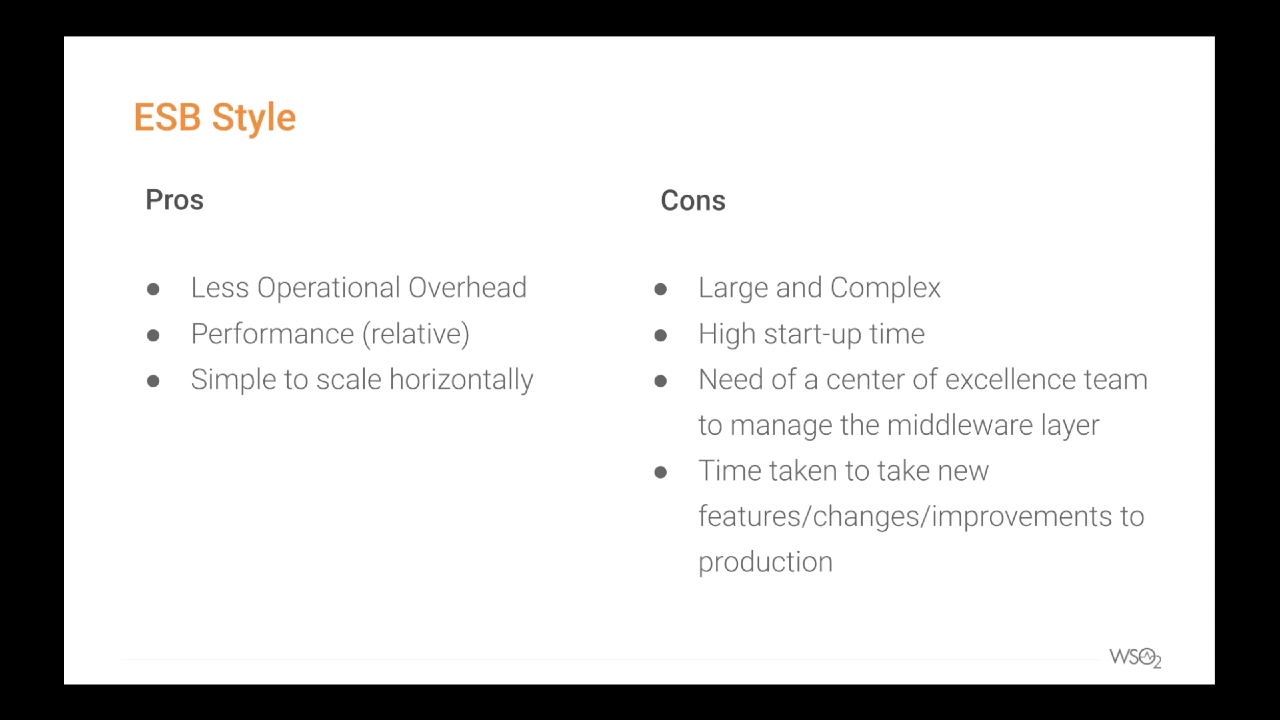 ESB Style
Pros
● Less Operational Overhead
● Performance (relative)
● Simple to scale horizontally
Cons
● Large and Complex
● High start-up time
● Need of a center of excellence team
to manage the middleware layer
● Time taken to take new
features/changes/improvements to
production
WSO2